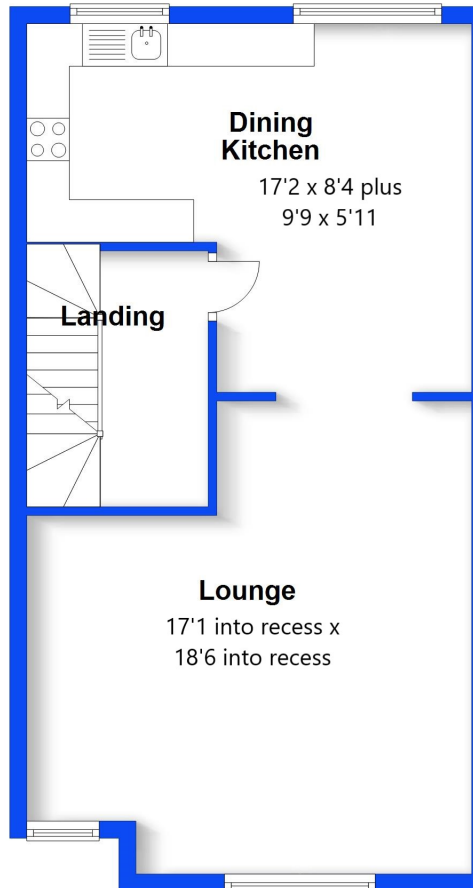 Dining
Kitchen
17'2 x 8'4 plus
9'9 x 5'11
Landing
Lounge
17'1 into recess x
18'6 into recess